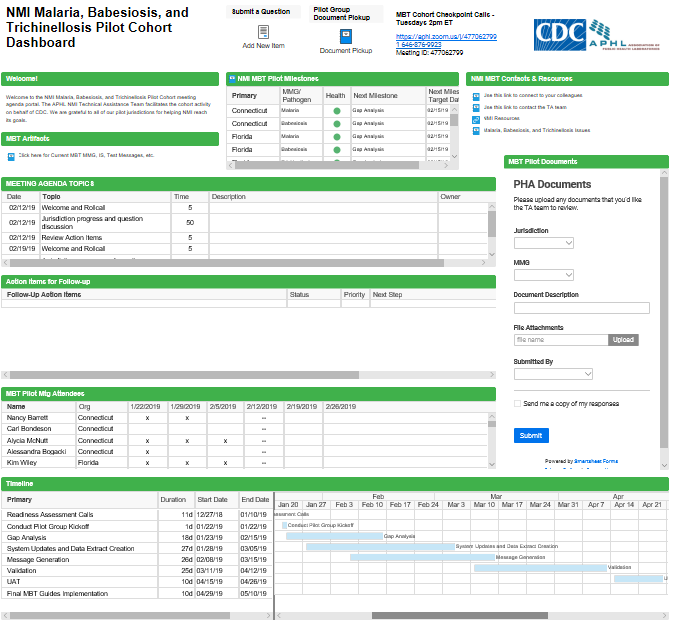 NMI Malaria, Babesiosis, and
Trichinellosis Pilot Cohort
Dashboard
Submit a Question
Add New Item
Pilot Group
Document Pickup
Document Pickup
MBT Cohort Checkpoint Calls -
Tuesdays 2pm ET
https://aphl.zoom.us/j/477062799
1 646-876-9923
Meeting ID: 477062799
CDC
APHL
Welcome!
Welcome to the NMI Malaria, Babesiosis, and Trichinellosis Pilot Cohort meeting
agenda portal. The APHL NMI Technical Assistance Team facilitates the cohort activity
on behalf of CDC. We are grateful to all of our pilot jurisdictions for helping NMI reach
its goals.
MBT Artifacts
Click here for Current MBT MMG, IS, Test Messages, etc.
NMI MBT Pilot Milestones
Primary MMG/ Pathogen Health Next Milestone Next Miles Target Dat
Connecticut Malaria Gap Analysis 02/15/19
Connecticut Babesiosis Gap Analysis 02/15/19
Florida Malaria Gap Analysis 02/15/19
Florida Babesiosis Gap Analysis 02/15/19
NMI MBT Contacts & Resources
Use this link to connect to your colleagues
Use this link to contact the TA team
NMI Resources
Malaria, Babesiosis, and Trichinellosis Issues
MEETING AGENDA TOPICS
Date Topic Time Description Owner
02/12/19 Welcome and Rollcall 5
02/12/19 Jurisdiction progress and question discussion 50
02/12/19 Review Action Items 5
02/19/19 Welcome and Rollcall 5
Action Items for Follow-up
Follow-Up Action Items Status Priority Next Step
MBT Pilot Mtg Attendees
Name Org 1/22/2019 1/29/2019 2/5/2019 2/12/2019 2/19/2019 2/26/2019
Nancy Barrett Connecticut x x --
Carl Bondeson Connecticut --
Alycia McNutt Connecticut x x x --
Alessandra Bogacki Connecticut --
Kim Wiley Florida x x x --
MBT Pilot Documents
PHA Documents
Please upload any documents that you'd like
the TA team to review.
Jurisdiction
MMG
Document Description
File Attachments
file name Upload
Submitted By
Send me a copy of my responses
Submit
Powered by Smartsheet Forms
Timeline
Primary Duration Start Date End Date
Feb Mar Apr
Jan 20 Jan 27 Feb 3 Feb 10 Feb 17 Feb 24 Mar 3 Mar 10 Mar 17 Mar 24 Mar 31 Apr 7 Apr 14 Apr 21
Readiness Assessment Calls 11d 12/27/18 01/10/19 essment Calls
Conduct Pilot Group Kickoff 1d 01/22/19 01/22/19 Conduct Pilot Group Kickoff
Gap Analysis 18d 01/23/19 02/15/19 Gap Analysis
System Updates and Data Extract Creation 27d 01/28/19 03/05/19 System Updates and Data Extract Creation
Message Generation 26d 02/08/19 03/15/19 Message Generation
Validation 25d 03/11/19 04/12/19 Validation
UAT 10d 04/15/19 04/26/19 U
Final MBT Guides Implementation 10d 04/29/19 05/10/19